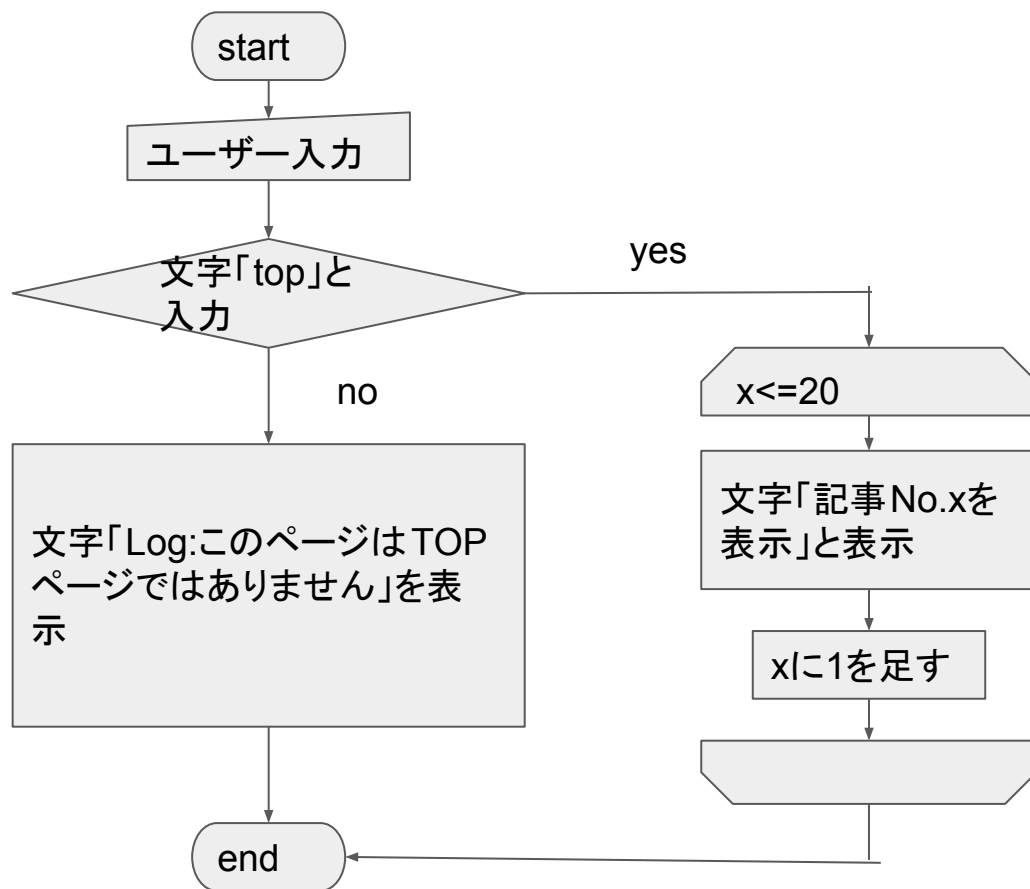 start
ユーザー入力
文字「top」と
入力
yes
no
x<=20
文字「記事No.xを
表示」と表示
xに1を足す
文字「Log:このページはTOP
ページではありません」を表
示
end